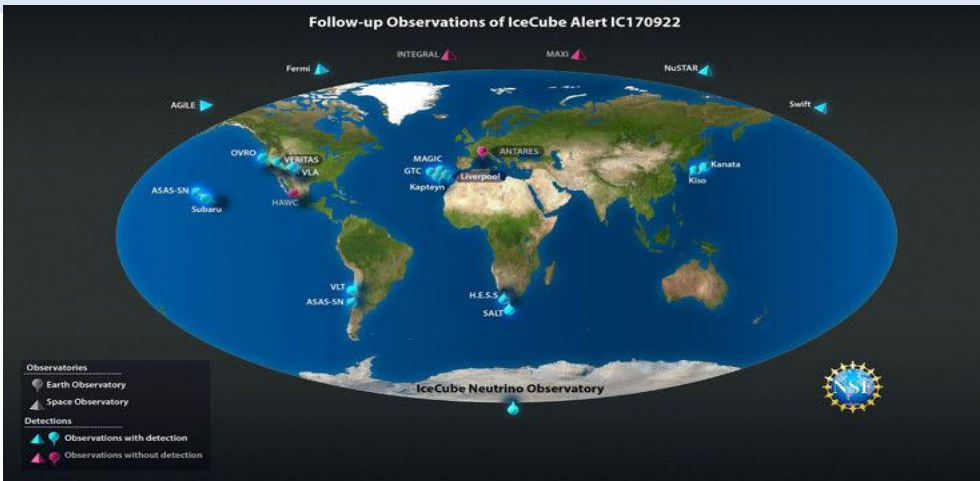 Follow-up Observations of IceCube Alert IC170922
INTEGRAL
MAXI
Fermi
NuSTAR
AGILE
Swift
OVRO
VERITAS
VLA
MAGIC
ANTARES
GTC
Liverpool
Kapteyn
Kanata
Kiso
ASAS-SN
Subaru
HAWC
VLT
ASAS-SN
H.E.S.S
SALT
IceCube Neutrino Observatory
Observatories
Earth Observatory
Space Observatory
Detections
Observations with detection
Observations without detection
NSF